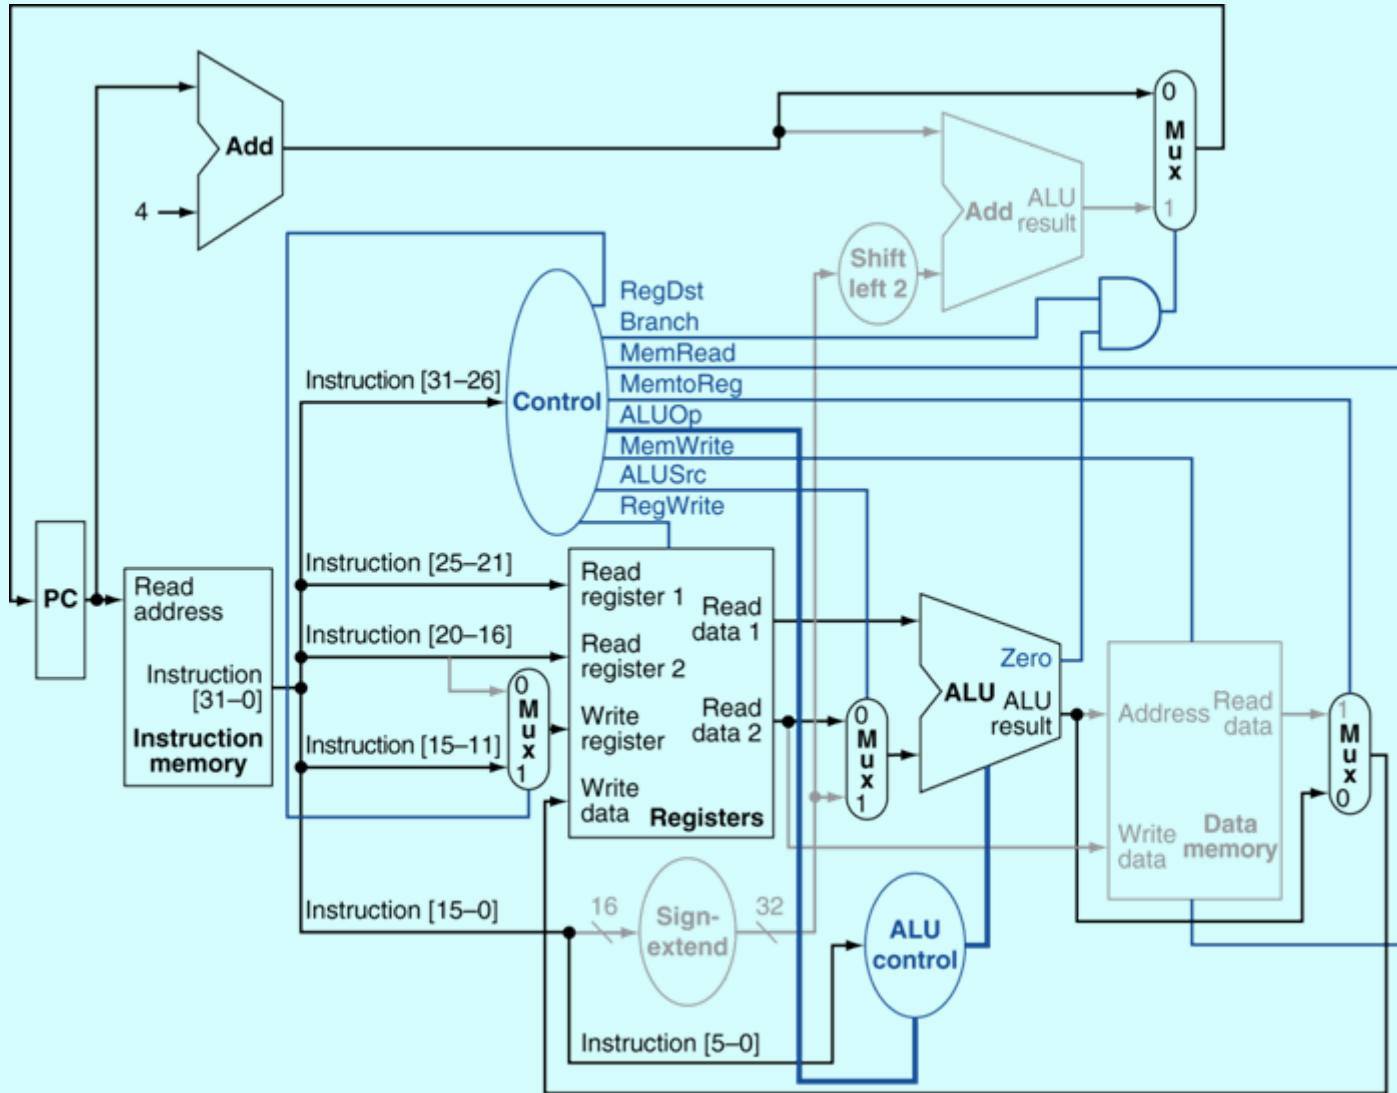 0
M
u
x
1
Add
4
Add
ALU
result
Shift
left 2
RegDst
Branch
MemRead
MemtoReg
ALUOp
MemWrite
ALUSrc
RegWrite
Control
Instruction [31–26]
Instruction [25–21]
Instruction [20–16]
Instruction [15–11]
Instruction [15–0]
Instruction [5–0]
PC
Read
address
Instruction
[31–0]
Instruction
memory
0
M
u
x
1
Read
register 1
Read
register 2
Write
register
Write
data
Read
data 1
Read
data 2
Registers
0
M
u
x
1
Zero
ALU
ALU
result
Address
Read
data
Write
data
Data
memory
1
M
u
x
0
16
Sign-
extend
32
ALU
control